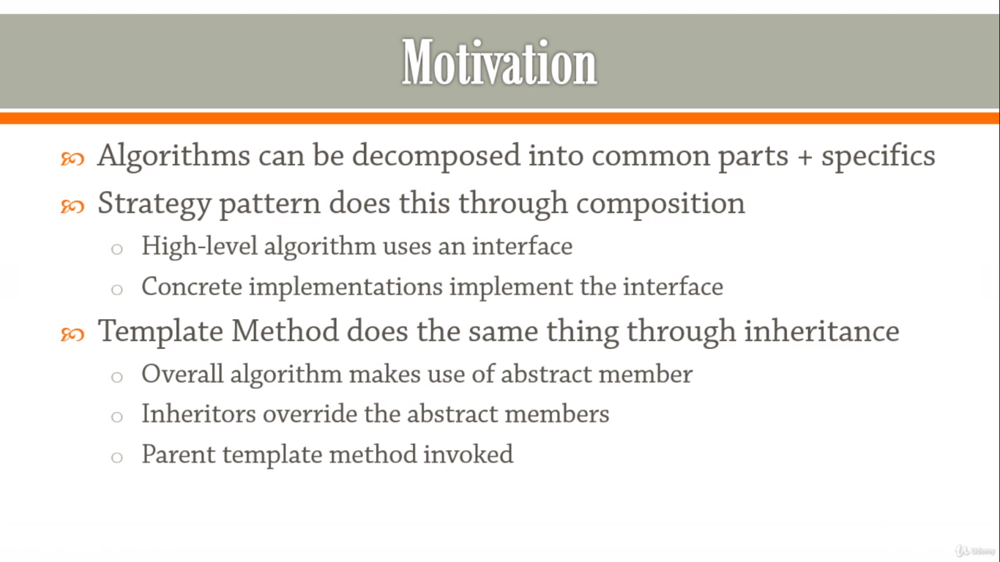 Motivation
Algorithms can be decomposed into common parts + specifics
Strategy pattern does this through composition
High-level algorithm uses an interface
Concrete implementations implement the interface
Template Method does the same thing through inheritance
Overall algorithm makes use of abstract member
Inheritors override the abstract members
Parent template method invoked
Udemy